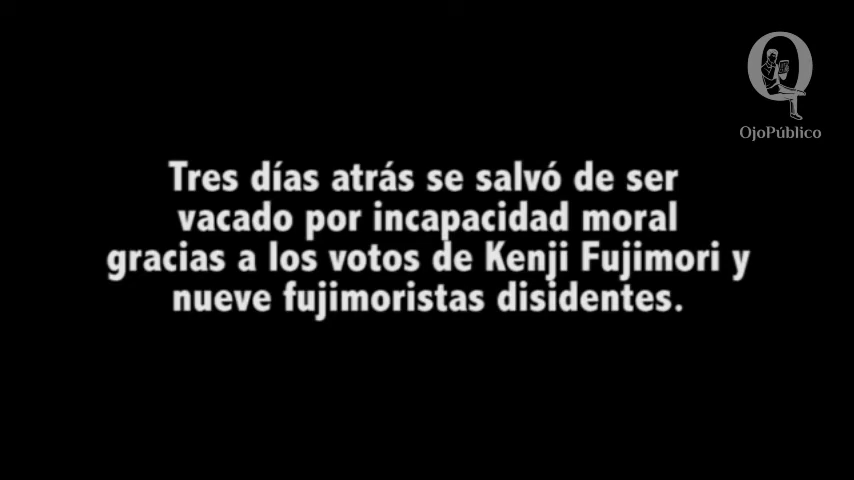 OjoPúblico
Tres días atrás se salvó de ser
vacado por incapacidad moral
gracias a los votos de Kenji Fujimori y
nueve fujimoristas disidentes.